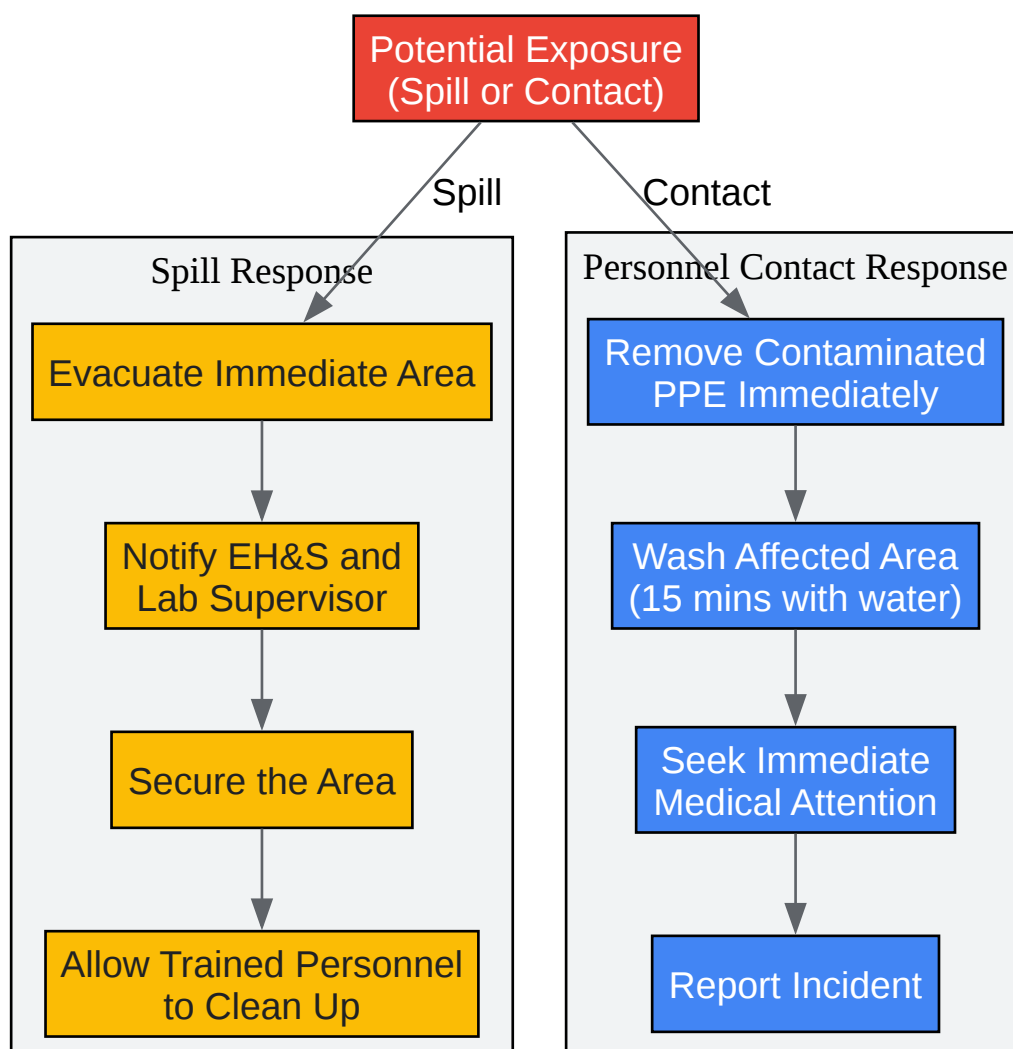 Potential Exposure
(Spill or Contact)
Spill
Contact
Spill Response
Evacuate Immediate Area
Notify EH&S and
Lab Supervisor
Secure the Area
Allow Trained Personnel
to Clean Up
Personnel Contact Response
Remove Contaminated
PPE Immediately
Wash Affected Area
(15 mins with water)
Seek Immediate
Medical Attention
Report Incident